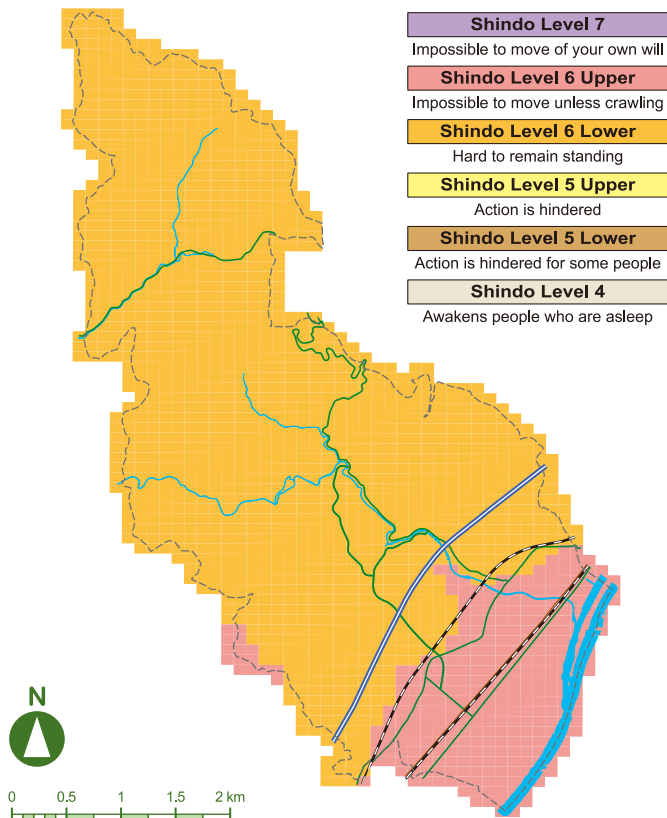 Shindo Level 7
Impossible to move of your own will
Shindo Level 6 Upper
Impossible to move unless crawling
Shindo Level 6 Lower
Hard to remain standing
Shindo Level 5 Upper
Action is hindered
Shindo Level 5 Lower
Action is hindered for some people
Shindo Level 4
Awakens people who are asleep
N
0 0.5 1 1.5 2 km